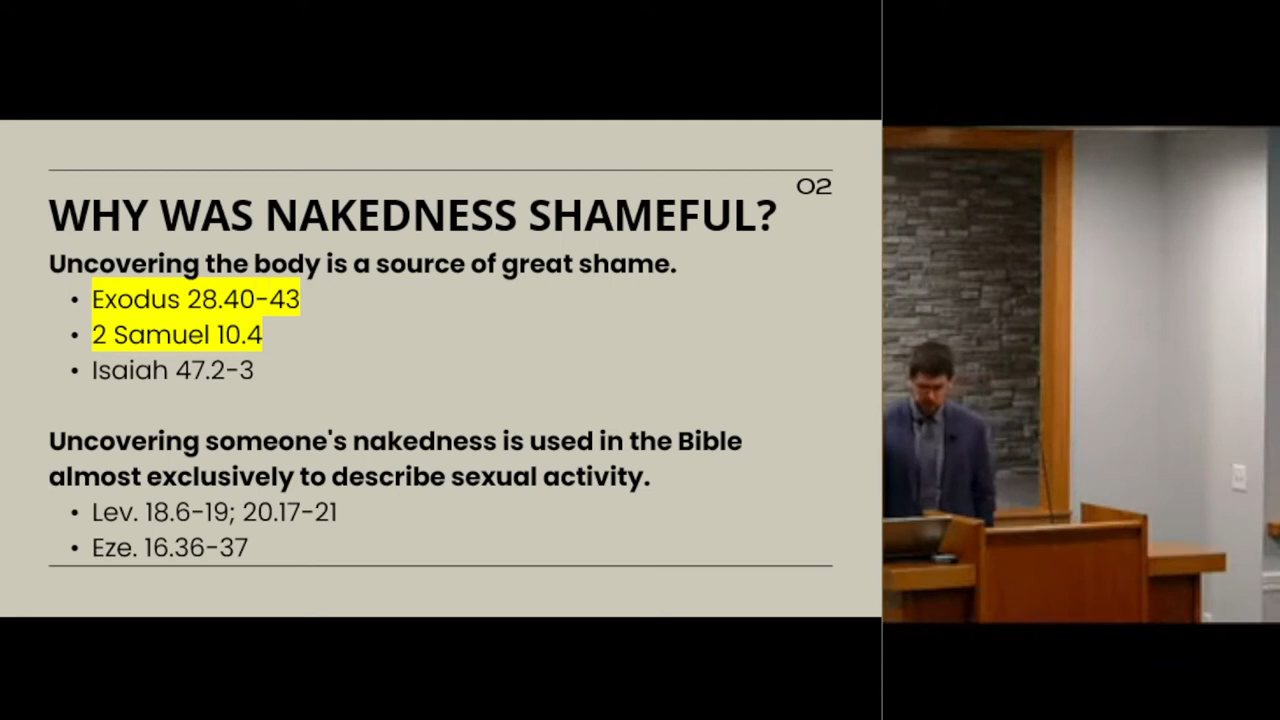 02
WHY WAS NAKEDNESS SHAMEFUL?
Uncovering the body is a source of great shame.
• Exodus 28.40-43
• 2 Samuel 10.4
• Isaiah 47.2-3
Uncovering someone's nakedness is used in the Bible
almost exclusively to describe sexual activity.
• Lev. 18.6-19; 20.17-21
• Eze. 16.36-37